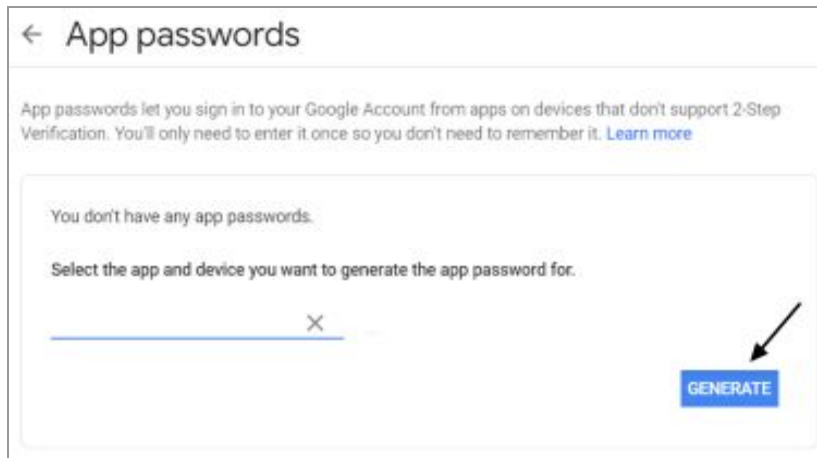 App passwords
App passwords let you sign in to your Google Account from apps on devices that don't support 2-Step
Verification. You'll only need to enter it once so you don't need to remember it. Learn more
You don't have any app passwords.
Select the app and device you want to generate the app password for.
GENERATE